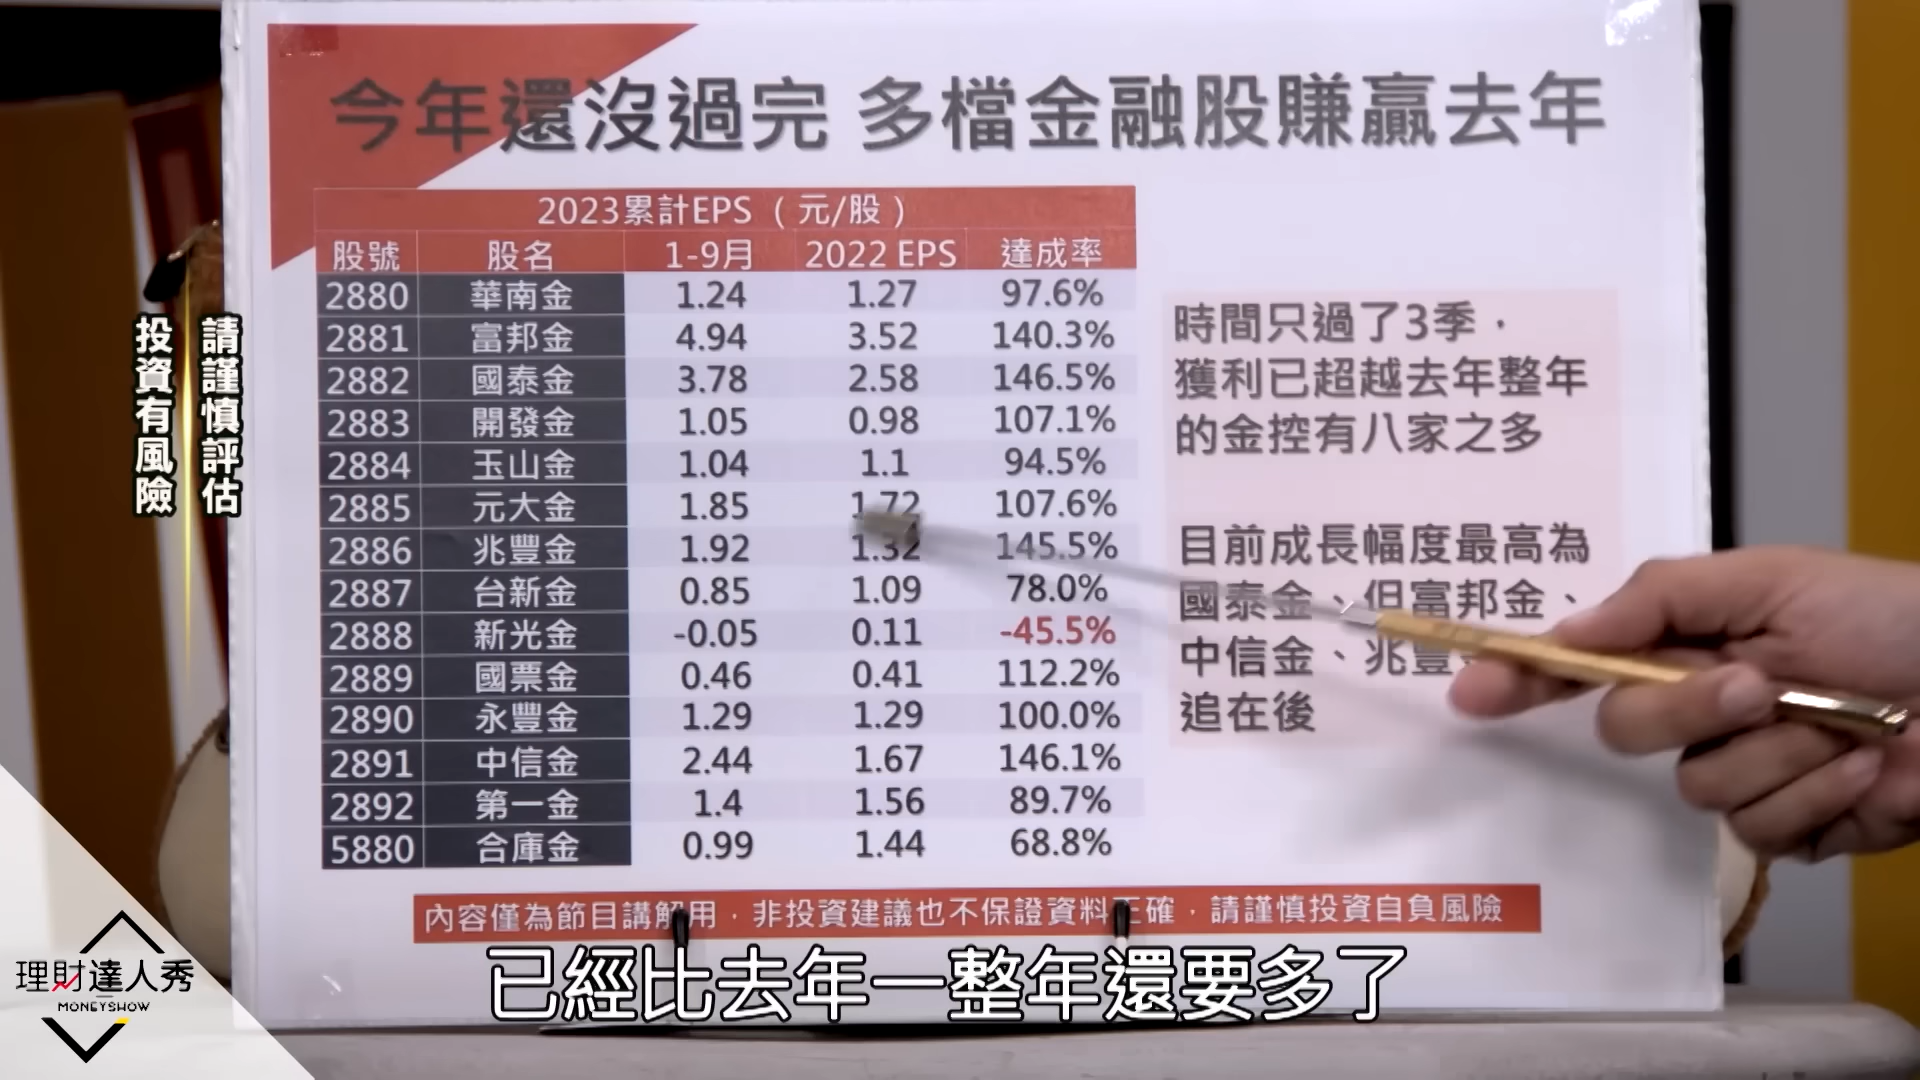 今年還沒過完 多檔金融股賺贏去年
2023累計EPS（元/股）
股號 股名 1-9月 2022 EPS 達成率
2880 華南金 1.24 1.27 97.6%
2881 富邦金 4.94 3.52 140.3%
2882 國泰金 3.78 2.58 146.5%
2883 開發金 1.05 0.98 107.1%
2884 玉山金 1.04 1.1 94.5%
2885 元大金 1.85 1.72 107.6%
2886 兆豐金 1.92 1.32 145.5%
2887 台新金 0.85 1.09 78.0%
2888 新光金 -0.05 0.11 -45.5%
2889 國票金 0.46 0.41 112.2%
2890 永豐金 1.29 1.29 100.0%
2891 中信金 2.44 1.67 146.1%
2892 第一金 1.4 1.56 89.7%
5880 合庫金 0.99 1.44 68.8%
時間只過了3季，
獲利已超越去年整年
的金控有八家之多
目前成長幅度最高為
國泰金、但富邦金、
中信金、兆豐
追在後
內容僅為節目講解用，非投資建議也不保證資料正確，請謹慎投資自負風險
請謹慎評估
投資有風險
已經比去年一整年還要多了
理財達人秀
MONEYSHOW